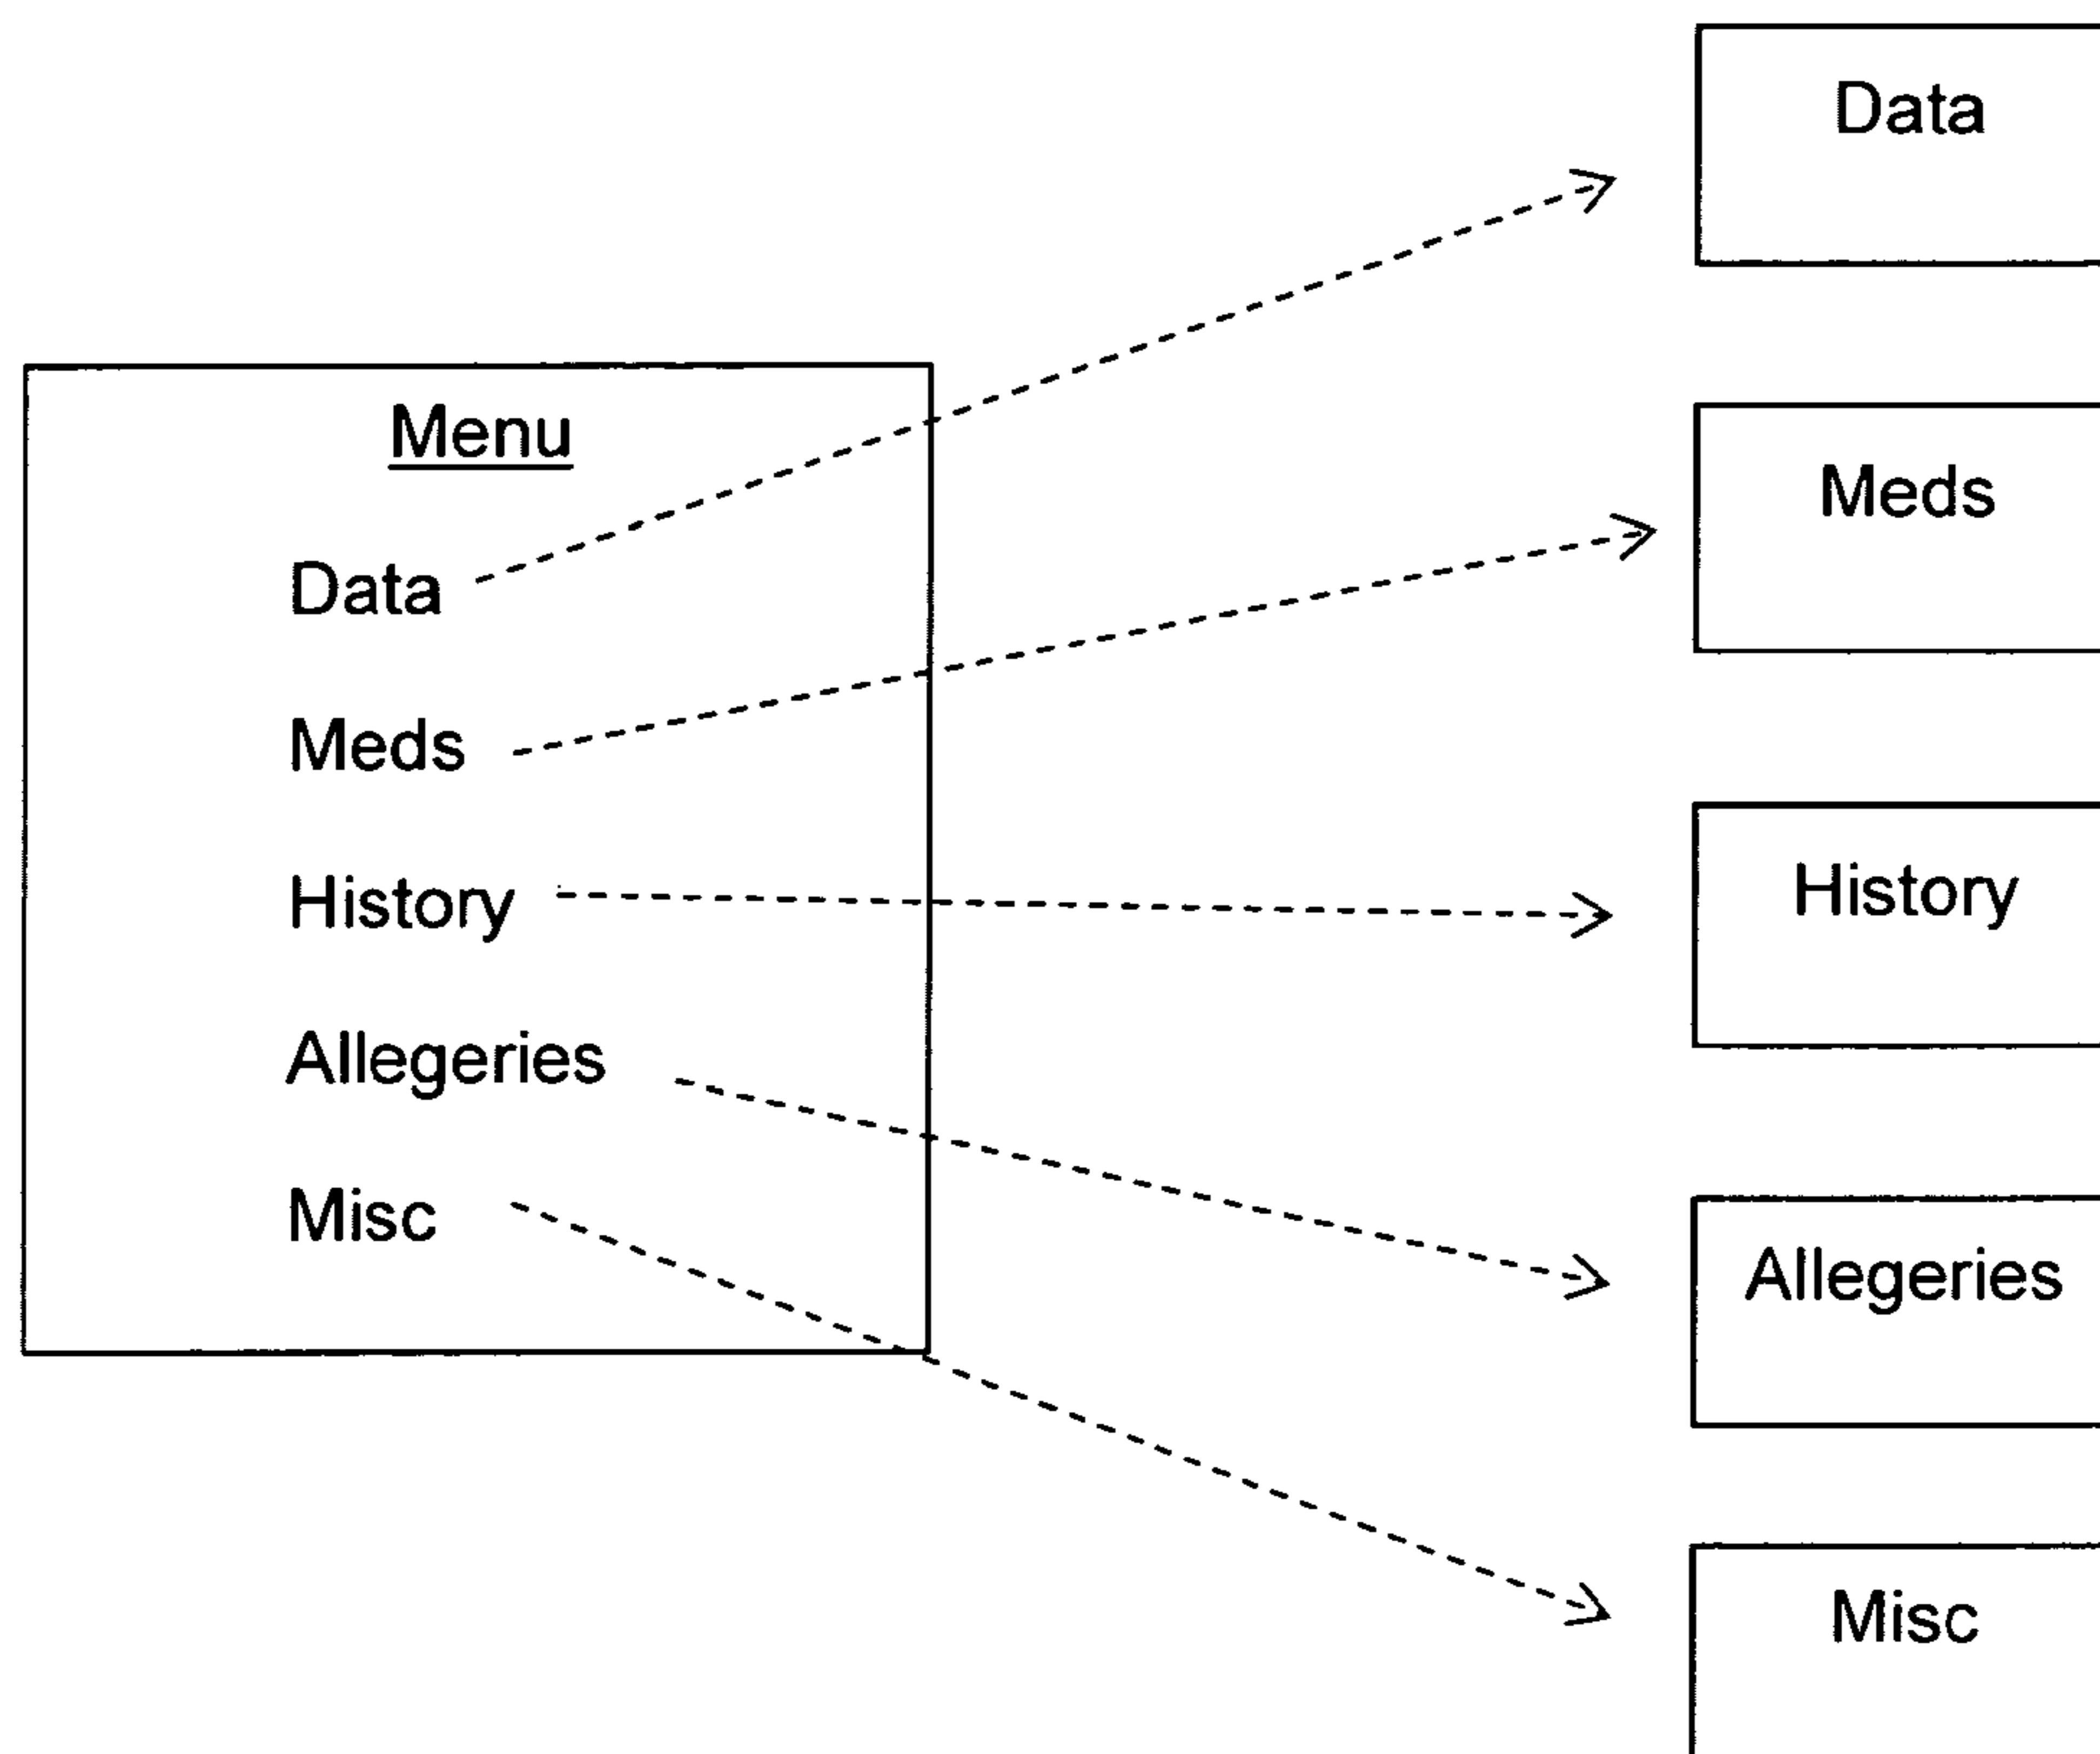 Menu
Data
Meds
History
Allegeries
Misc
Data
Meds
History
Allegeries
Misc